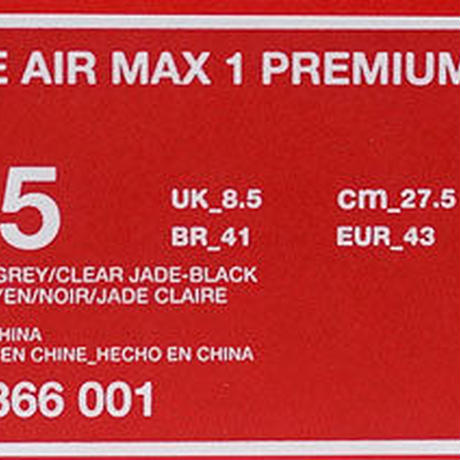 E AIR MAX 1 PREMIUM
5
UK_8.5 cm_27.5
BR_41 EUR_43
GREY/CLEAR JADE-BLACK
YEN/NOIR/JADE CLAIRE
HINA
EN CHINE_HECHO EN CHINA
366 001